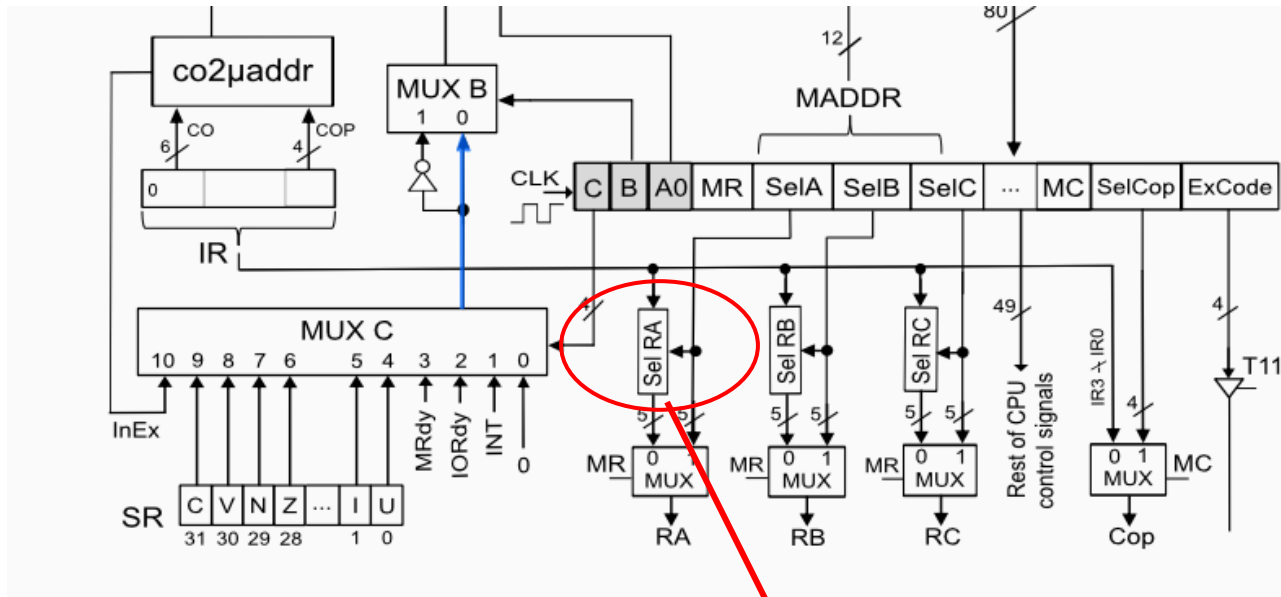 80
12
co2µaddr
MUX B
1 0
MADDR
6 CO
4 COP
0
CLK
C B A0 MR SelA SelB SelC ... MC SelCop ExCode
IR
4
MUX C
10 9 8 7 6 5 4 3 2 1 0
Sel RA
Sel RB
Sel RC
49
4
T11
IR3 IR0
4
5 5
5 5
5 5
InEx
MRdy
IORdy
INT
0
MR 0 1 MUX
MR 0 1 MUX
MR 0 1 MUX
Rest of CPU
control signals
0 1 MUX MC
SR C V N Z ... I U
31 30 29 28 1 0
RA
RB
RC
Cop